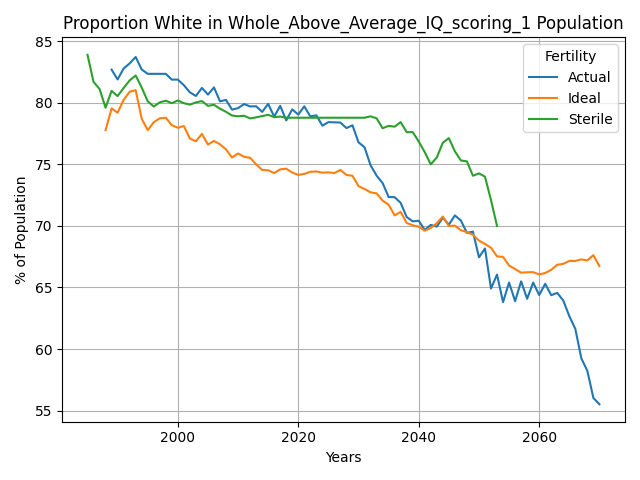 Proportion White in Whole_Above_Average_IQ_scoring_1 Population
85
80
75
70
65
60
55
% of Population
Fertility
Actual
Ideal
Sterile
2000
2020
2040
2060
Years